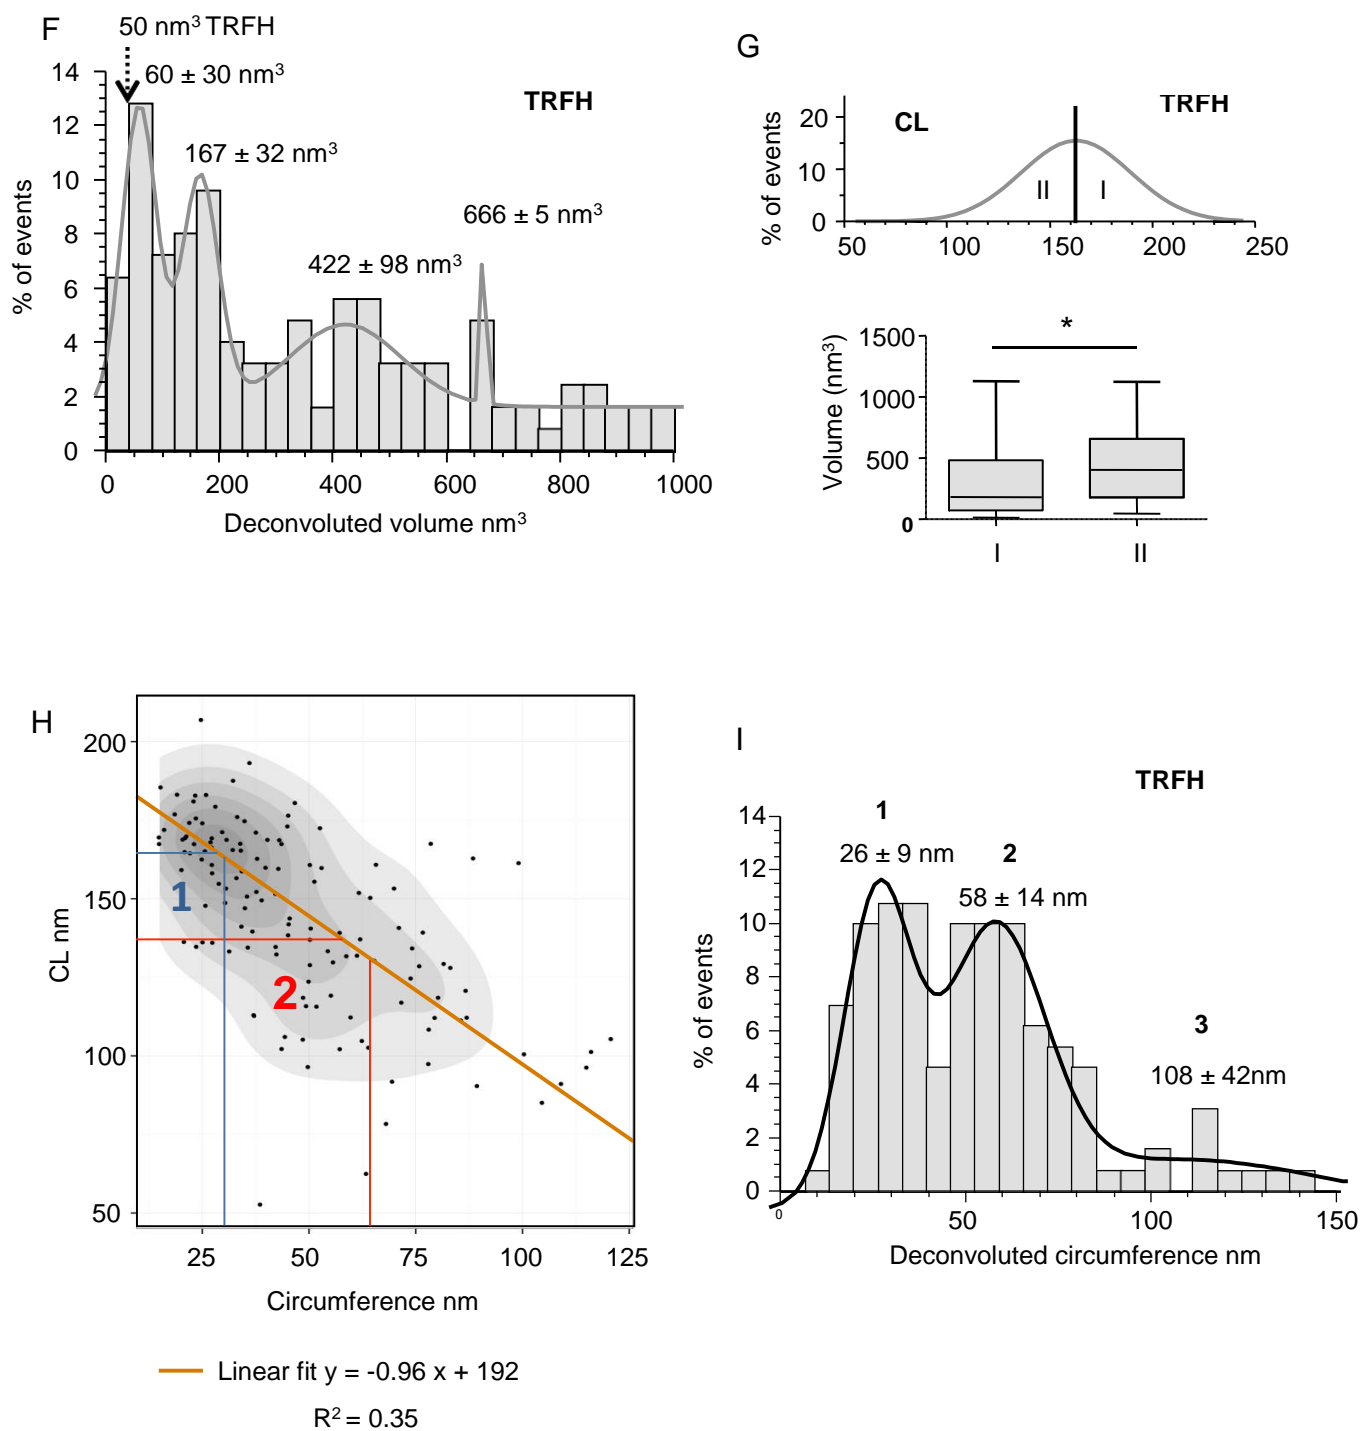 F
50 nm³ TRFH
60 ± 30 nm³
TRFH
167 ± 32 nm³
666 ± 5 nm³
422 ± 98 nm³
% of events
14
12
10
8
6
4
2
0
0 200 400 600 800 1000
Deconvoluted volume nm³
G
CL
TRFH
% of events
20
10
0
II I
50 100 150 200 250
*
Volume (nm³)
1500
1000
500
0
I II
H
CL nm
200
150
100
50
1
2
25 50 75 100 125
Circumference nm
Linear fit y = -0.96 x + 192
R² = 0.35
I
TRFH
1
26 ± 9 nm
2
58 ± 14 nm
3
108 ± 42nm
% of events
14
12
10
8
6
4
2
0
0 50 100 150
Deconvoluted circumference nm